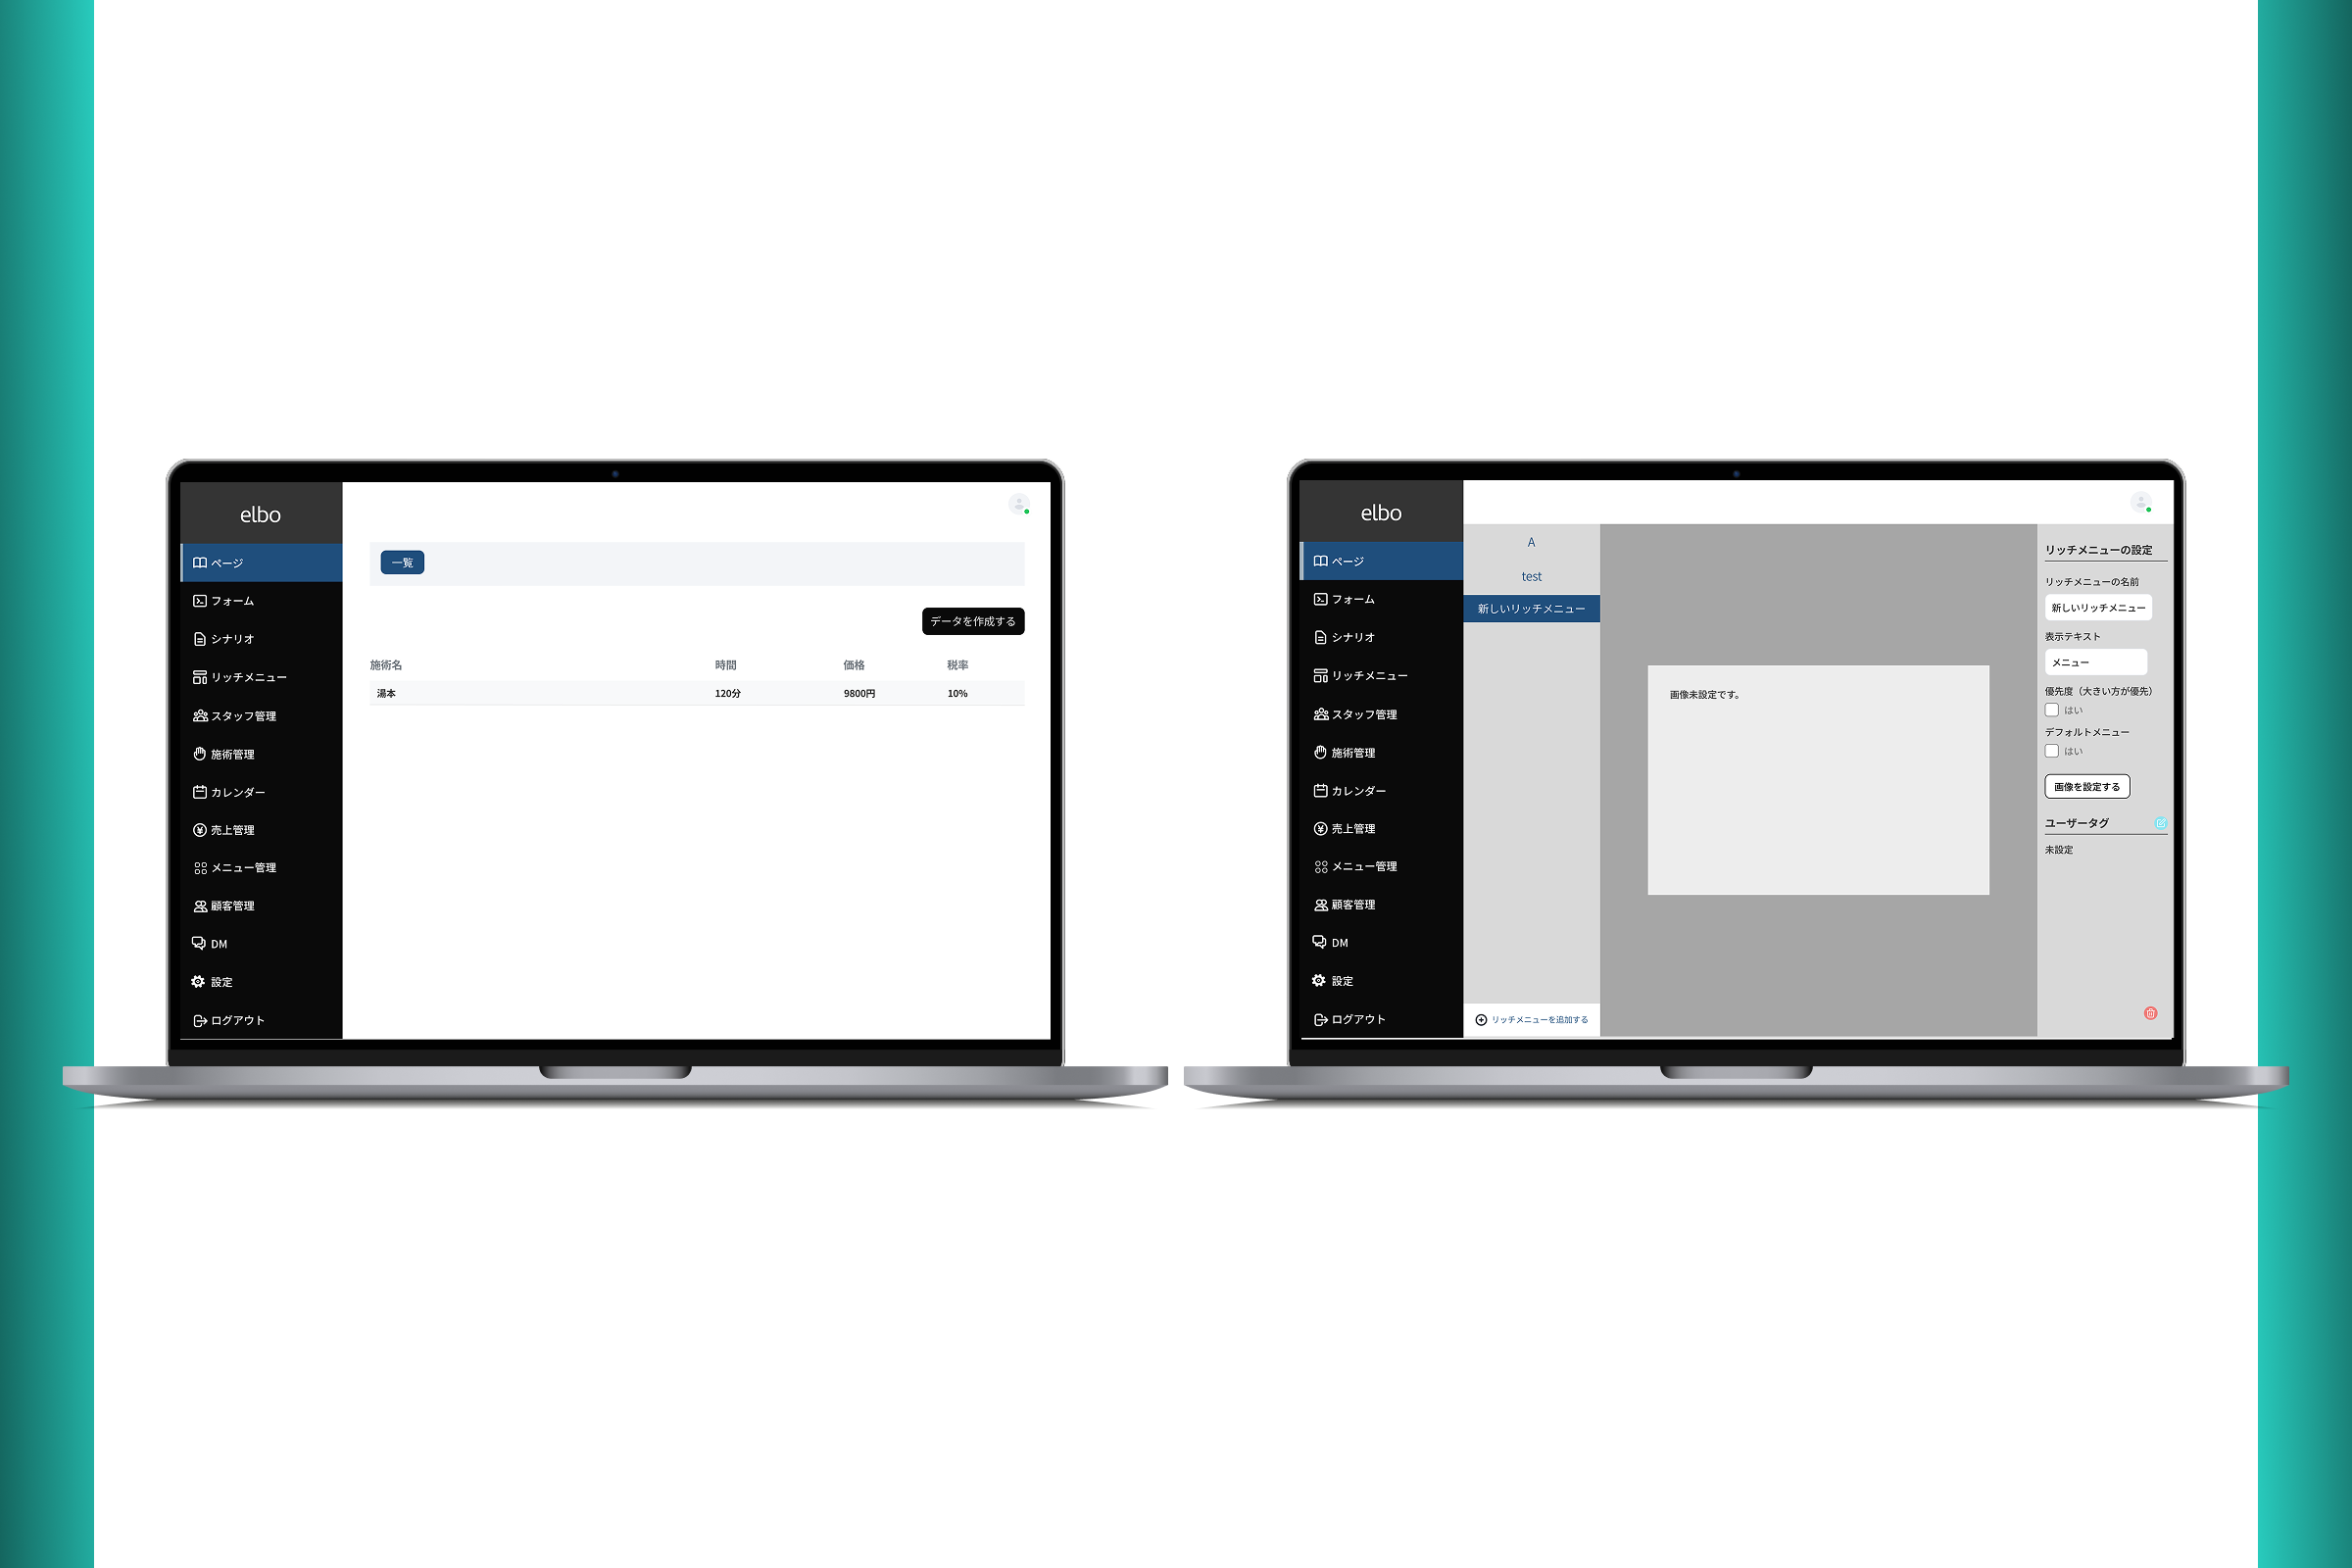 elbo
ページ
フォーム
シナリオ
リッチメニュー
スタッフ管理
施術管理
カレンダー
売上管理
メニュー管理
顧客管理
DM
設定
ログアウト
一覧
データを作成する
施術名 時間 価格 税率
湯本 120分 9800円 10%
elbo
ページ
フォーム
シナリオ
リッチメニュー
スタッフ管理
施術管理
カレンダー
売上管理
メニュー管理
顧客管理
DM
設定
ログアウト
A
test
新しいリッチメニュー
リッチメニューを追加する
画像未設定です。
リッチメニューの設定
リッチメニューの名前
新しいリッチメニュー
表示テキスト
メニュー
優先度（大きい方が優先）
はい
デフォルトメニュー
はい
画像を設定する
ユーザータグ
未設定